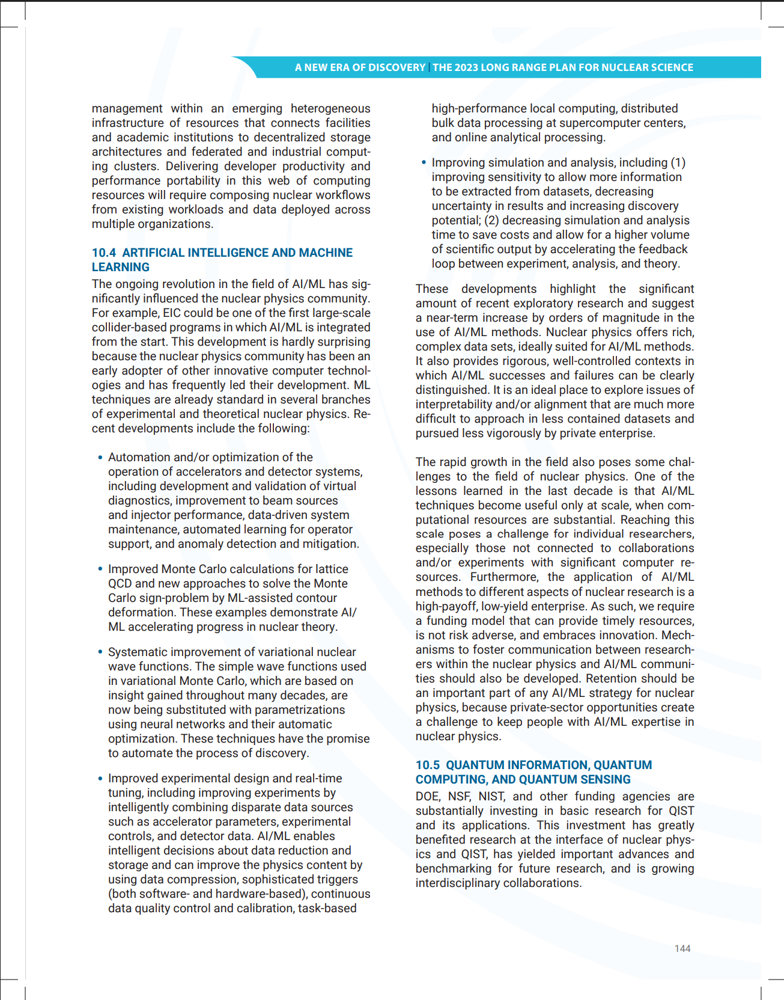 A NEW ERA OF DISCOVERY | THE 2023 LONG RANGE PLAN FOR NUCLEAR SCIENCE
management within an emerging heterogeneous
infrastructure of resources that connects facilities
and academic institutions to decentralized storage
architectures and federated and industrial comput-
ing clusters. Delivering developer productivity and
performance portability in this web of computing
resources will require composing nuclear workflows
from existing workloads and data deployed across
multiple organizations.
10.4 ARTIFICIAL INTELLIGENCE AND MACHINE
LEARNING
The ongoing revolution in the field of AI/ML has sig-
nificantly influenced the nuclear physics community.
For example, EIC could be one of the first large-scale
collider-based programs in which AI/ML is integrated
from the start. This development is hardly surprising
because the nuclear physics community has been an
early adopter of other innovative computer technol-
ogies and has frequently led their development. ML
techniques are already standard in several branches
of experimental and theoretical nuclear physics. Re-
cent developments include the following:
• Automation and/or optimization of the
operation of accelerators and detector systems,
including development and validation of virtual
diagnostics, improvement to beam sources
and injector performance, data-driven system
maintenance, automated learning for operator
support, and anomaly detection and mitigation.
• Improved Monte Carlo calculations for lattice
QCD and new approaches to solve the Monte
Carlo sign-problem by ML-assisted contour
deformation. These examples demonstrate AI/
ML accelerating progress in nuclear theory.
• Systematic improvement of variational nuclear
wave functions. The simple wave functions used
in variational Monte Carlo, which are based on
insight gained throughout many decades, are
now being substituted with parametrizations
using neural networks and their automatic
optimization. These techniques have the promise
to automate the process of discovery.
• Improved experimental design and real-time
tuning, including improving experiments by
intelligently combining disparate data sources
such as accelerator parameters, experimental
controls, and detector data. AI/ML enables
intelligent decisions about data reduction and
storage and can improve the physics content by
using data compression, sophisticated triggers
(both software- and hardware-based), continuous
data quality control and calibration, task-based
high-performance local computing, distributed
bulk data processing at supercomputer centers,
and online analytical processing.
• Improving simulation and analysis, including (1)
improving sensitivity to allow more information
to be extracted from datasets, decreasing
uncertainty in results and increasing discovery
potential; (2) decreasing simulation and analysis
time to save costs and allow for a higher volume
of scientific output by accelerating the feedback
loop between experiment, analysis, and theory.
These developments highlight the significant
amount of recent exploratory research and suggest
a near-term increase by orders of magnitude in the
use of AI/ML methods. Nuclear physics offers rich,
complex data sets, ideally suited for AI/ML methods.
It also provides rigorous, well-controlled contexts in
which AI/ML successes and failures can be clearly
distinguished. It is an ideal place to explore issues of
interpretability and/or alignment that are much more
difficult to approach in less contained datasets and
pursued less vigorously by private enterprise.
The rapid growth in the field also poses some chal-
lenges to the field of nuclear physics. One of the
lessons learned in the last decade is that AI/ML
techniques become useful only at scale, when com-
putational resources are substantial. Reaching this
scale poses a challenge for individual researchers,
especially those not connected to collaborations
and/or experiments with significant computer re-
sources. Furthermore, the application of AI/ML
methods to different aspects of nuclear research is a
high-payoff, low-yield enterprise. As such, we require
a funding model that can provide timely resources,
is not risk adverse, and embraces innovation. Mech-
anisms to foster communication between research-
ers within the nuclear physics and AI/ML communi-
ties should also be developed. Retention should be
an important part of any AI/ML strategy for nuclear
physics, because private-sector opportunities create
a challenge to keep people with AI/ML expertise in
nuclear physics.
10.5 QUANTUM INFORMATION, QUANTUM
COMPUTING, AND QUANTUM SENSING
DOE, NSF, NIST, and other funding agencies are
substantially investing in basic research for QIST
and its applications. This investment has greatly
benefited research at the interface of nuclear phys-
ics and QIST, has yielded important advances and
benchmarking for future research, and is growing
interdisciplinary collaborations.
144